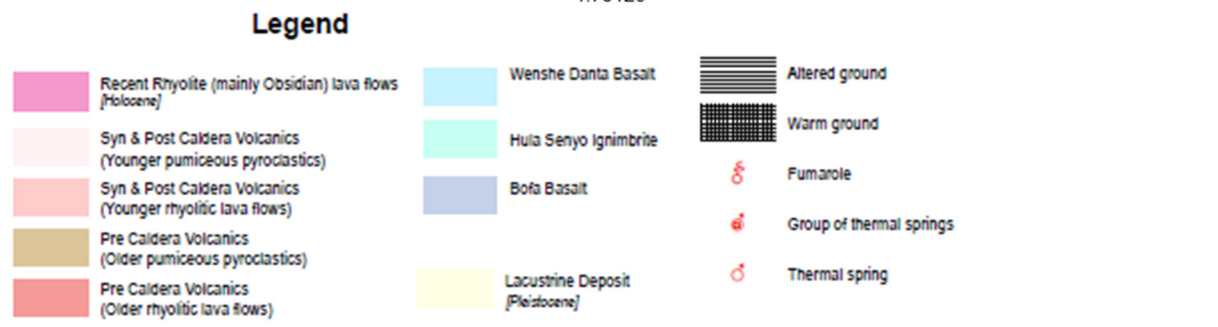 Legend
Recent Rhyolite (mainly Obsidian) lava flows
[Holocene]
Syn & Post Caldera Volcanics
(Younger pumiceous pyroclastics)
Syn & Post Caldera Volcanics
(Younger rhyolitic lava flows)
Pre Caldera Volcanics
(Older pumiceous pyroclastics)
Pre Caldera Volcanics
(Older rhyolitic lava flows)
Wenshe Danta Basalt
Hula Senyo Ignimbrite
Bofa Basalt
Lacustrine Deposit
[Pleistocene]
Altered ground
Warm ground
Fumarole
Group of thermal springs
Thermal spring